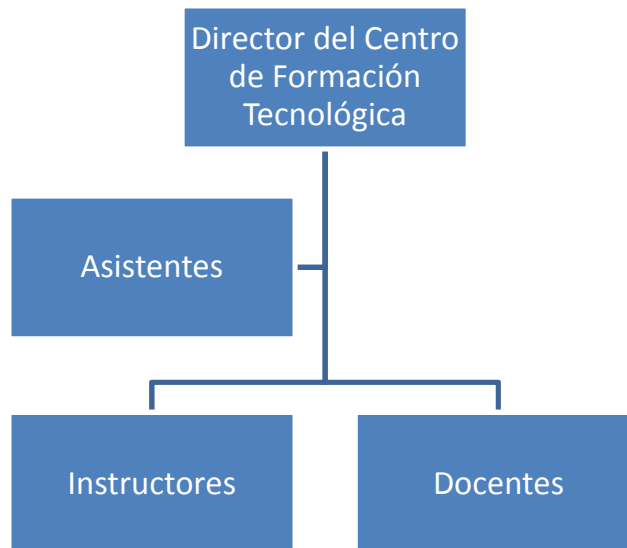 Director del Centro
de Formación
Tecnológica
Asistentes
Instructores
Docentes